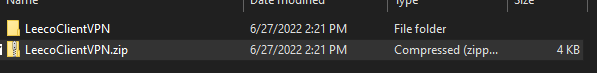 Name Date modified Type Size
LeecoClientVPN 6/27/2022 2:21 PM File folder
LeecoClientVPN.zip 6/27/2022 2:21 PM Compressed (zipp... 4 KB